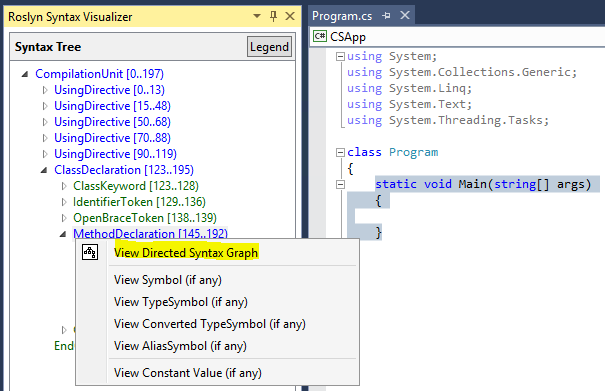 Roslyn Syntax Visualizer
Syntax Tree
Legend
CompilationUnit [0..197)
UsingDirective [0..13)
UsingDirective [15..48)
UsingDirective [50..68)
UsingDirective [70..88)
UsingDirective [90..119)
ClassDeclaration [123..195)
ClassKeyword [123..128)
IdentifierToken [129..136)
OpenBraceToken [138..139)
MethodDeclaration [145..192)
View Directed Syntax Graph
View Symbol (if any)
View TypeSymbol (if any)
View Converted TypeSymbol (if any)
View AliasSymbol (if any)
View Constant Value (if any)
Program.cs
C# CSApp
using System;
using System.Collections.Generic;
using System.Linq;
using System.Text;
using System.Threading.Tasks;
class Program
{
static void Main(string[] args)
{
}